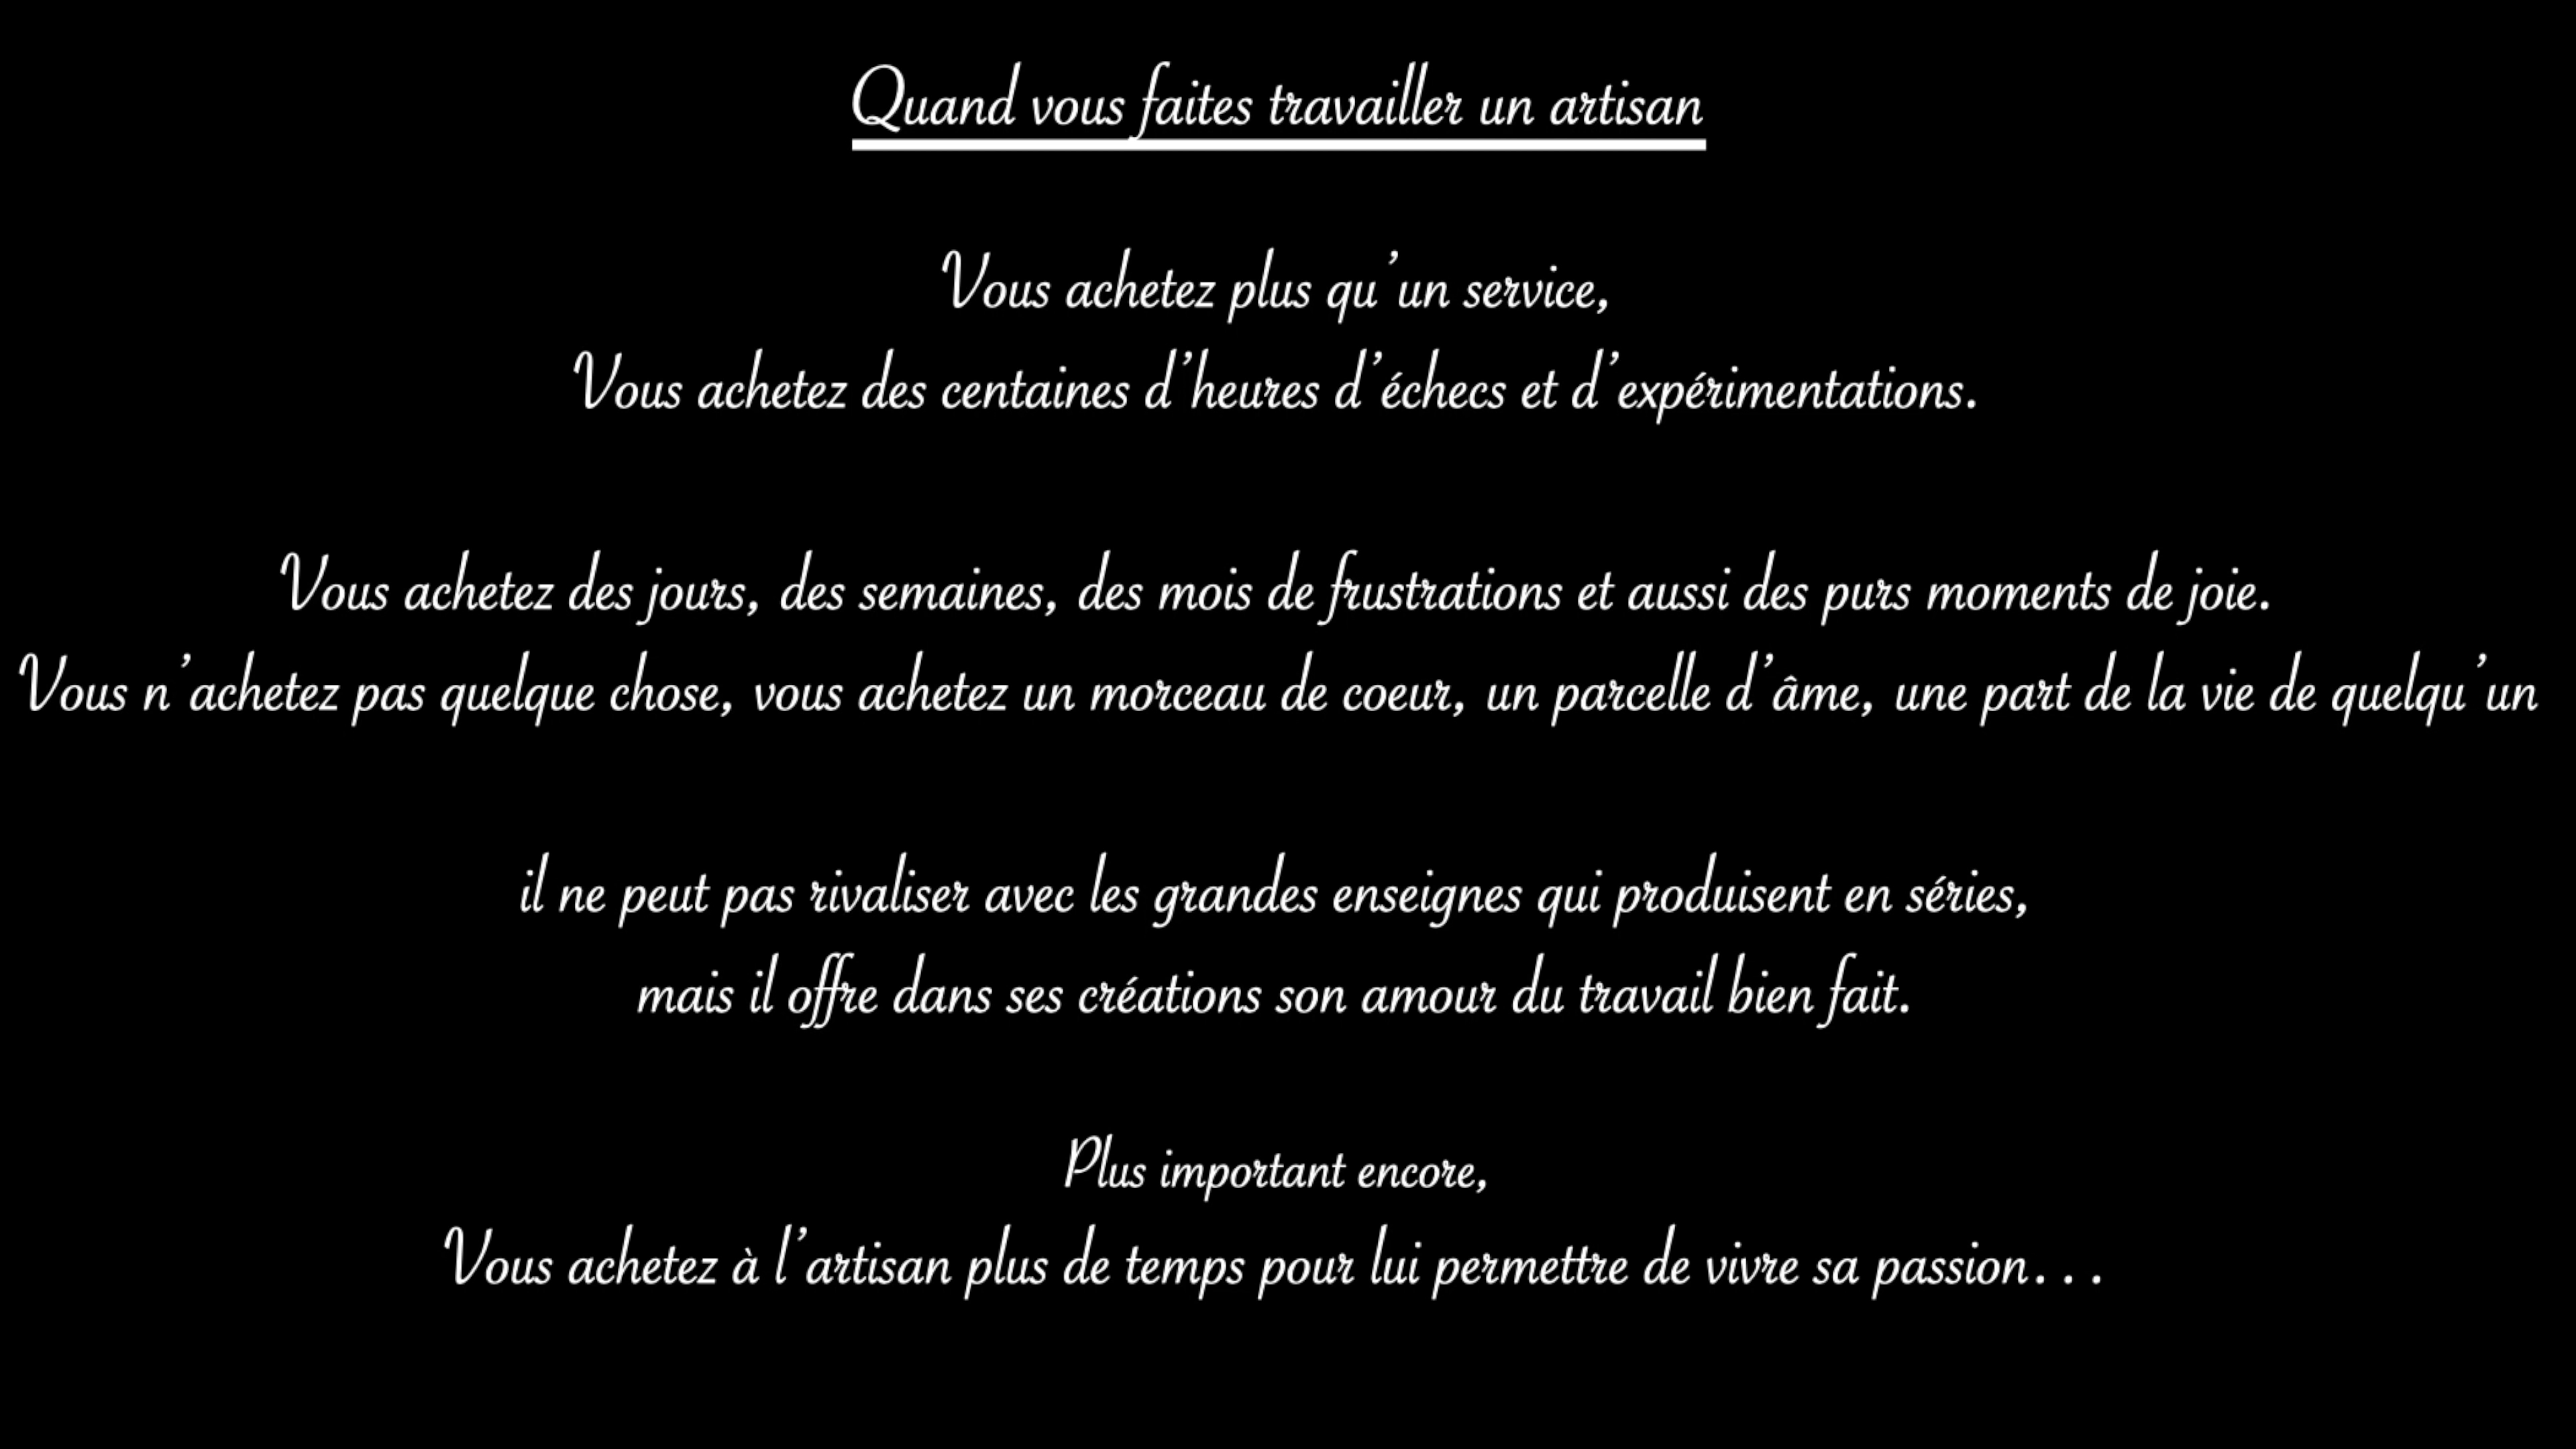 Quand vous faites travailler un artisan
Vous achetez plus qu’un service,
Vous achetez des centaines d’heures d’échecs et d’expérimentations.
Vous achetez des jours, des semaines, des mois de frustrations et aussi des purs moments de joie.
Vous n’achetez pas quelque chose, vous achetez un morceau de coeur, un parcelle d’âme, une part de la vie de quelqu’un
il ne peut pas rivaliser avec les grandes enseignes qui produisent en séries,
mais il offre dans ses créations son amour du travail bien fait.
Plus important encore,
Vous achetez à l’artisan plus de temps pour lui permettre de vivre sa passion...